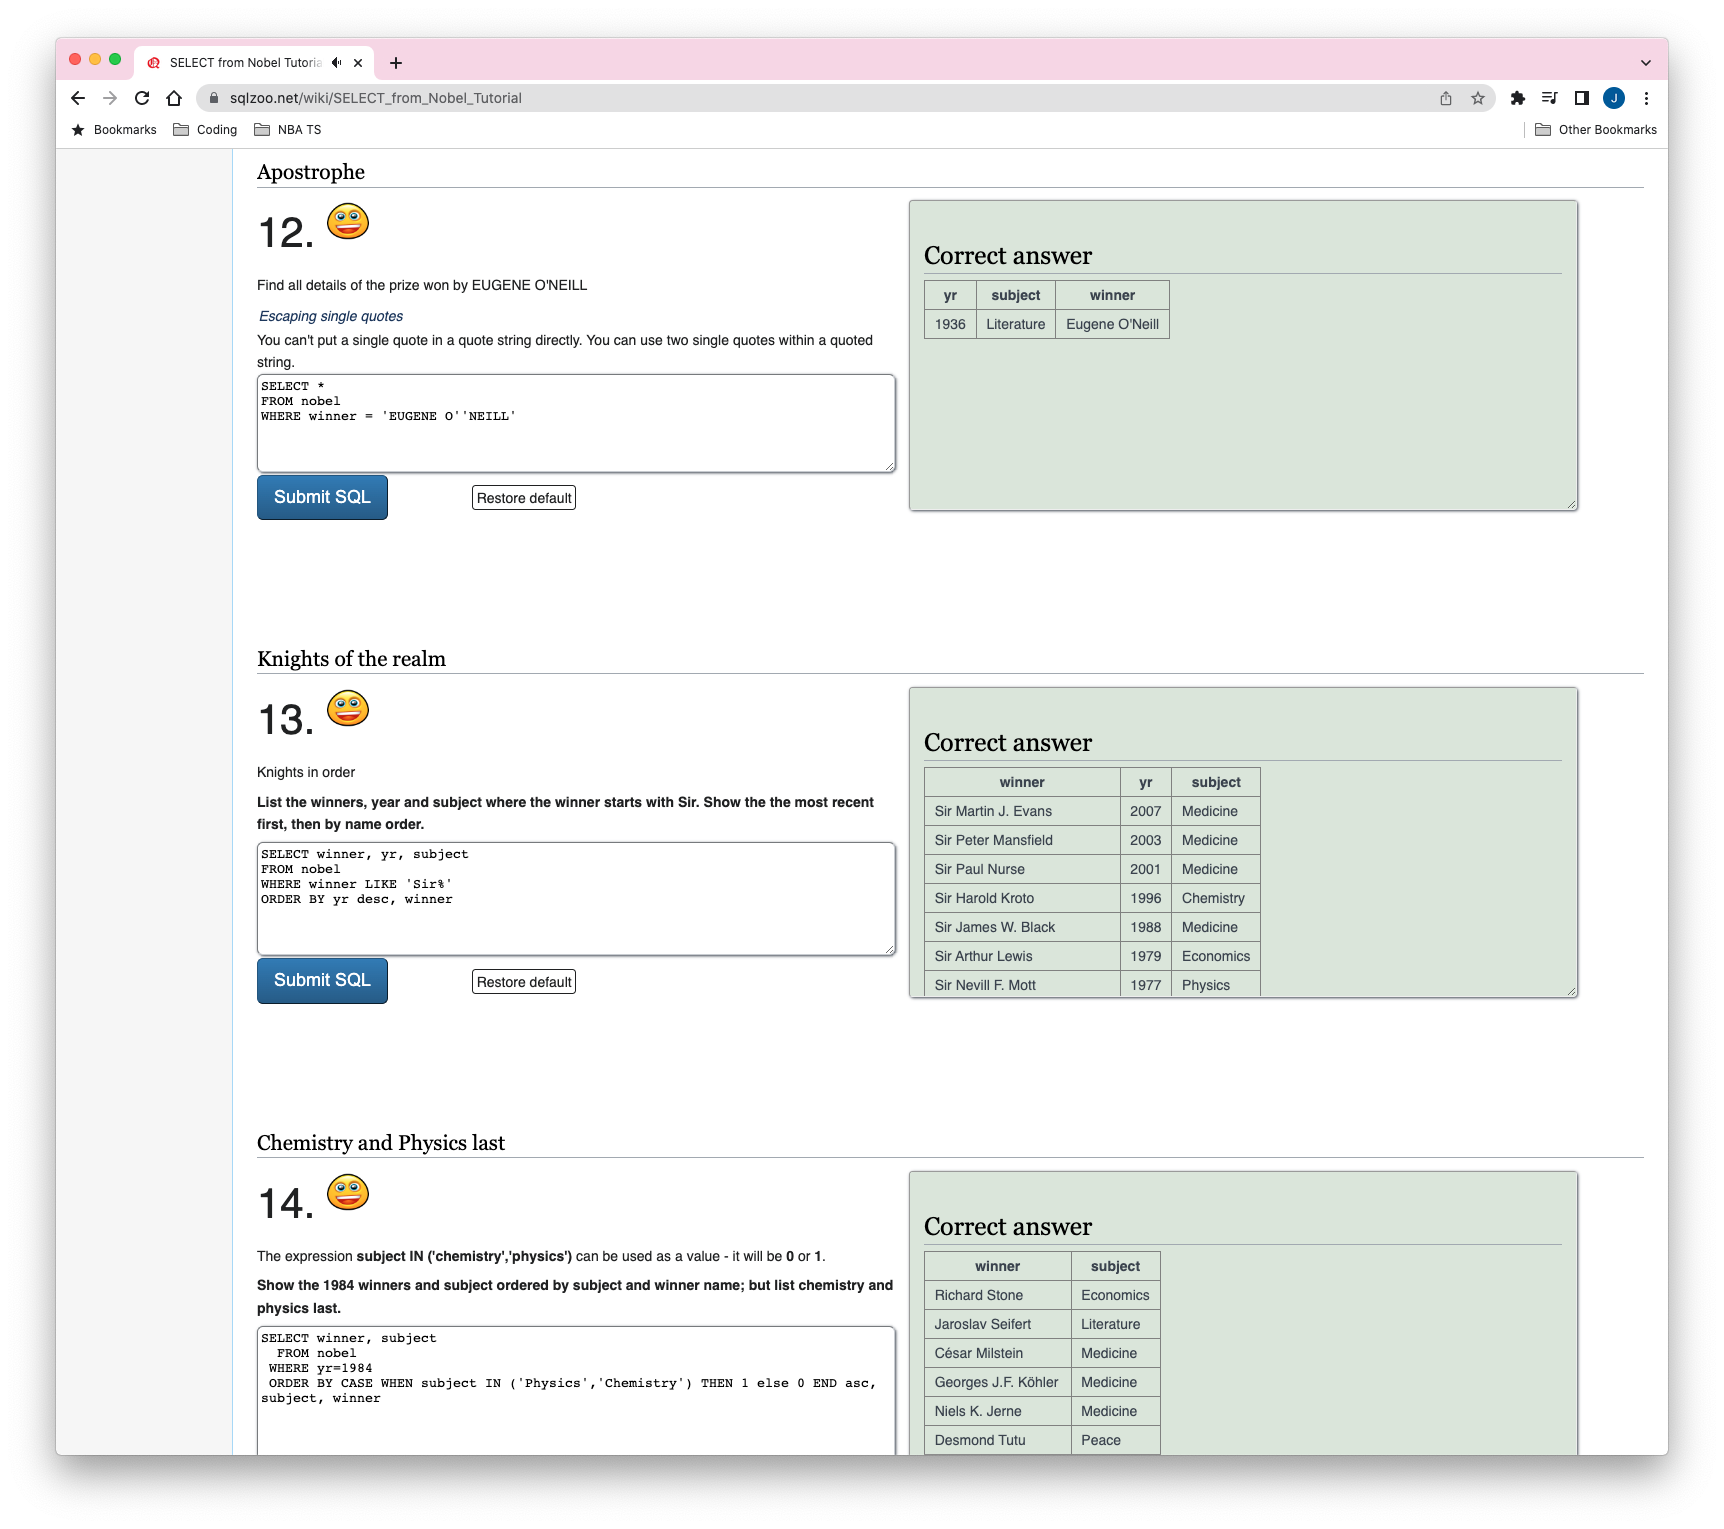 SELECT from Nobel Tutoria
sqlzoo.net/wiki/SELECT_from_Nobel_Tutorial
J
Bookmarks
Coding
NBA TS
Other Bookmarks
Apostrophe
12.
Find all details of the prize won by EUGENE O'NEILL
Escaping single quotes
You can't put a single quote in a quote string directly. You can use two single quotes within a quoted
string.
SELECT *
FROM nobel
WHERE winner = 'EUGENE O''NEILL'
Submit SQL
Restore default
Correct answer
yr subject winner
1936 Literature Eugene O'Neill
Knights of the realm
13.
Knights in order
List the winners, year and subject where the winner starts with Sir. Show the the most recent
first, then by name order.
SELECT winner, yr, subject
FROM nobel
WHERE winner LIKE 'Sir%'
ORDER BY yr desc, winner
Submit SQL
Restore default
Correct answer
winner yr subject
Sir Martin J. Evans 2007 Medicine
Sir Peter Mansfield 2003 Medicine
Sir Paul Nurse 2001 Medicine
Sir Harold Kroto 1996 Chemistry
Sir James W. Black 1988 Medicine
Sir Arthur Lewis 1979 Economics
Sir Nevill F. Mott 1977 Physics
Chemistry and Physics last
14.
The expression subject IN ('chemistry','physics') can be used as a value - it will be 0 or 1.
Show the 1984 winners and subject ordered by subject and winner name; but list chemistry and
physics last.
SELECT winner, subject
FROM nobel
WHERE yr=1984
ORDER BY CASE WHEN subject IN ('Physics','Chemistry') THEN 1 else 0 END asc,
subject, winner
Correct answer
winner subject
Richard Stone Economics
Jaroslav Seifert Literature
César Milstein Medicine
Georges J.F. Köhler Medicine
Niels K. Jerne Medicine
Desmond Tutu Peace